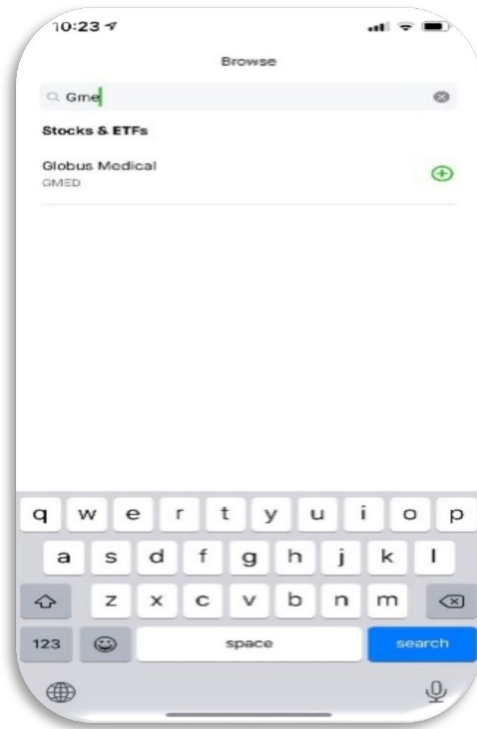 10:23
Browse
Gme
Stocks & ETFs
Globus Medical
GMED
q w e r t y u i o p
a s d f g h j k l
z x c v b n m
123 space search